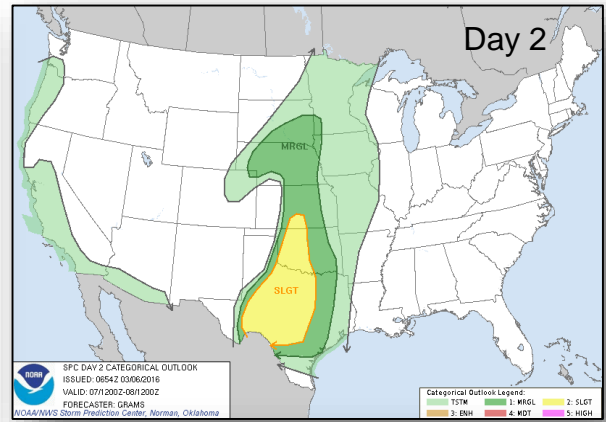 Day 2
MRGL
SLGT
NOAA
SPC DAY 2 CATEGORICAL OUTLOOK
ISSUED: 0654Z 03/06/2016
VALID: 07/1200Z-08/1200Z
FORECASTER: GRAMS
NOAA/NWS Storm Prediction Center, Norman, Oklahoma
Categorical Outlook Legend:
TSTM 1: MRGL 2: SLGT
3: ENH 4: MDT 5: HIGH